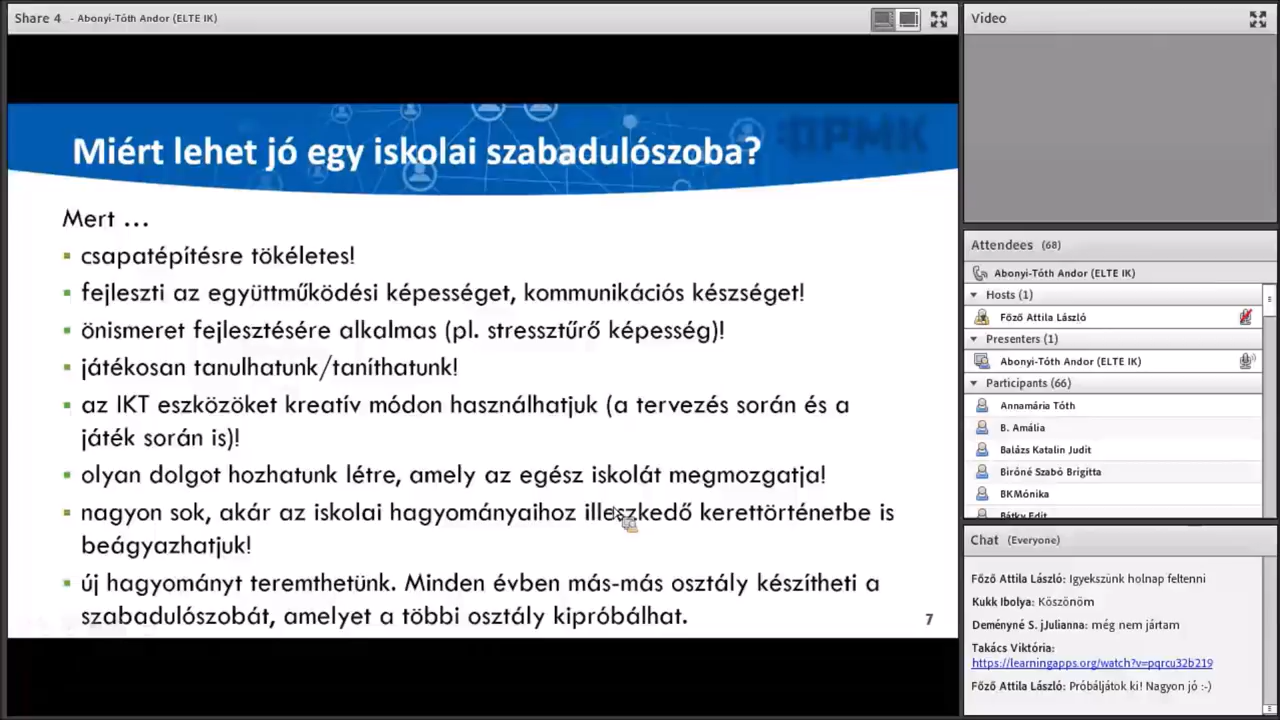 Share 4 - Abonyi-Tóth Andor (ELTE IK)
Miért lehet jó egy iskolai szabadulószoba?
Mert ...
csapatépítésre tökéletes!
fejleszti az együttműködési képességet, kommunikációs készséget!
önismeret fejlesztésére alkalmas (pl. stressztűrő képesség)!
játékosan tanulhatunk/taníthatunk!
az IKT eszközöket kreatív módon használhatjuk (a tervezés során és a
játék során is)!
olyan dolgot hozhatunk létre, amely az egész iskolát megmozgatja!
nagyon sok, akár az iskolai hagyományaihoz illeszkedő kerettörténetbe is
beágyazhatjuk!
új hagyományt teremthetünk. Minden évben más-más osztály készítheti a
szabadulószobát, amelyet a többi osztály kipróbálhat.
7
Video
Attendees (68)
Abonyi-Tóth Andor (ELTE IK)
Hosts (1)
Főző Attila László
Presenters (1)
Abonyi-Tóth Andor (ELTE IK)
Participants (66)
Annamária Tóth
B. Amália
Balázs Katalin Judit
Biróné Szabó Brigitta
BKMónika
Bátky Edit
Chat (Everyone)
Főző Attila László: Igyekszünk holnap feltenni
Kukk Ibolya: Köszönöm
Deményné S. jJulianna: még nem jártam
Takács Viktória:
https://learningapps.org/watch?v=pqrcu32b219
Főző Attila László: Próbáljátok ki! Nagyon jó :-)